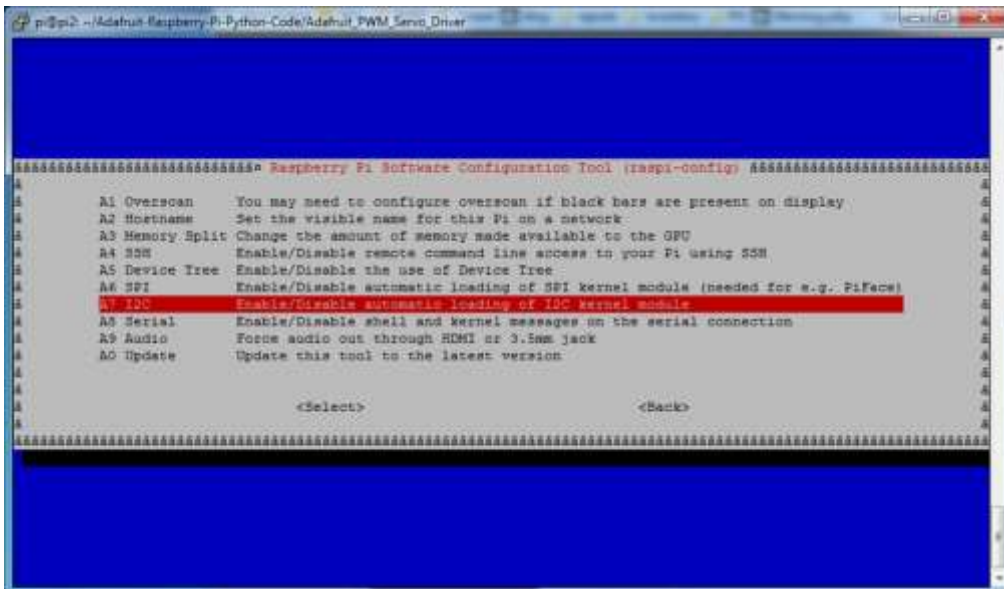 pi@pi2: ~/Adafruit-Raspberry-Pi-Python-Code/Adafruit_PWM_Servo_Driver
Raspberry Pi Software Configuration Tool (raspi-config)
A1 Overscan You may need to configure overscan if black bars are present on display
A2 Hostname Set the visible name for this Pi on a network
A3 Memory Split Change the amount of memory made available to the GPU
A4 SSH Enable/Disable remote command line access to your Pi using SSH
A5 Device Tree Enable/Disable the use of Device Tree
A6 SPI Enable/Disable automatic loading of SPI kernel module (needed for e.g. PiFace)
A7 I2C Enable/Disable automatic loading of I2C kernel module
A8 Serial Enable/Disable shell and kernel messages on the serial connection
A9 Audio Force audio out through HDMI or 3.5mm jack
A0 Update Update this tool to the latest version
<Select> <Back>